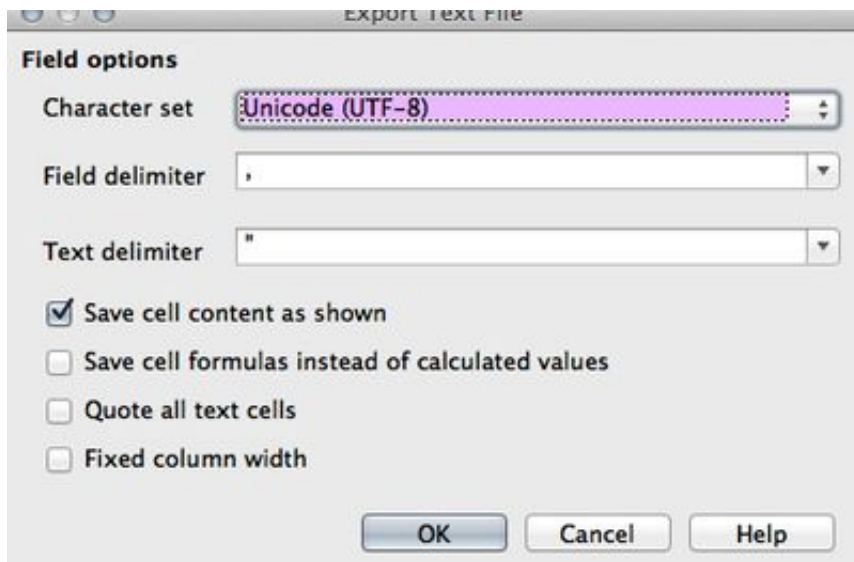 Export Text File
Field options
Character set Unicode (UTF-8)
Field delimiter ,
Text delimiter "
Save cell content as shown
Save cell formulas instead of calculated values
Quote all text cells
Fixed column width
OK Cancel Help